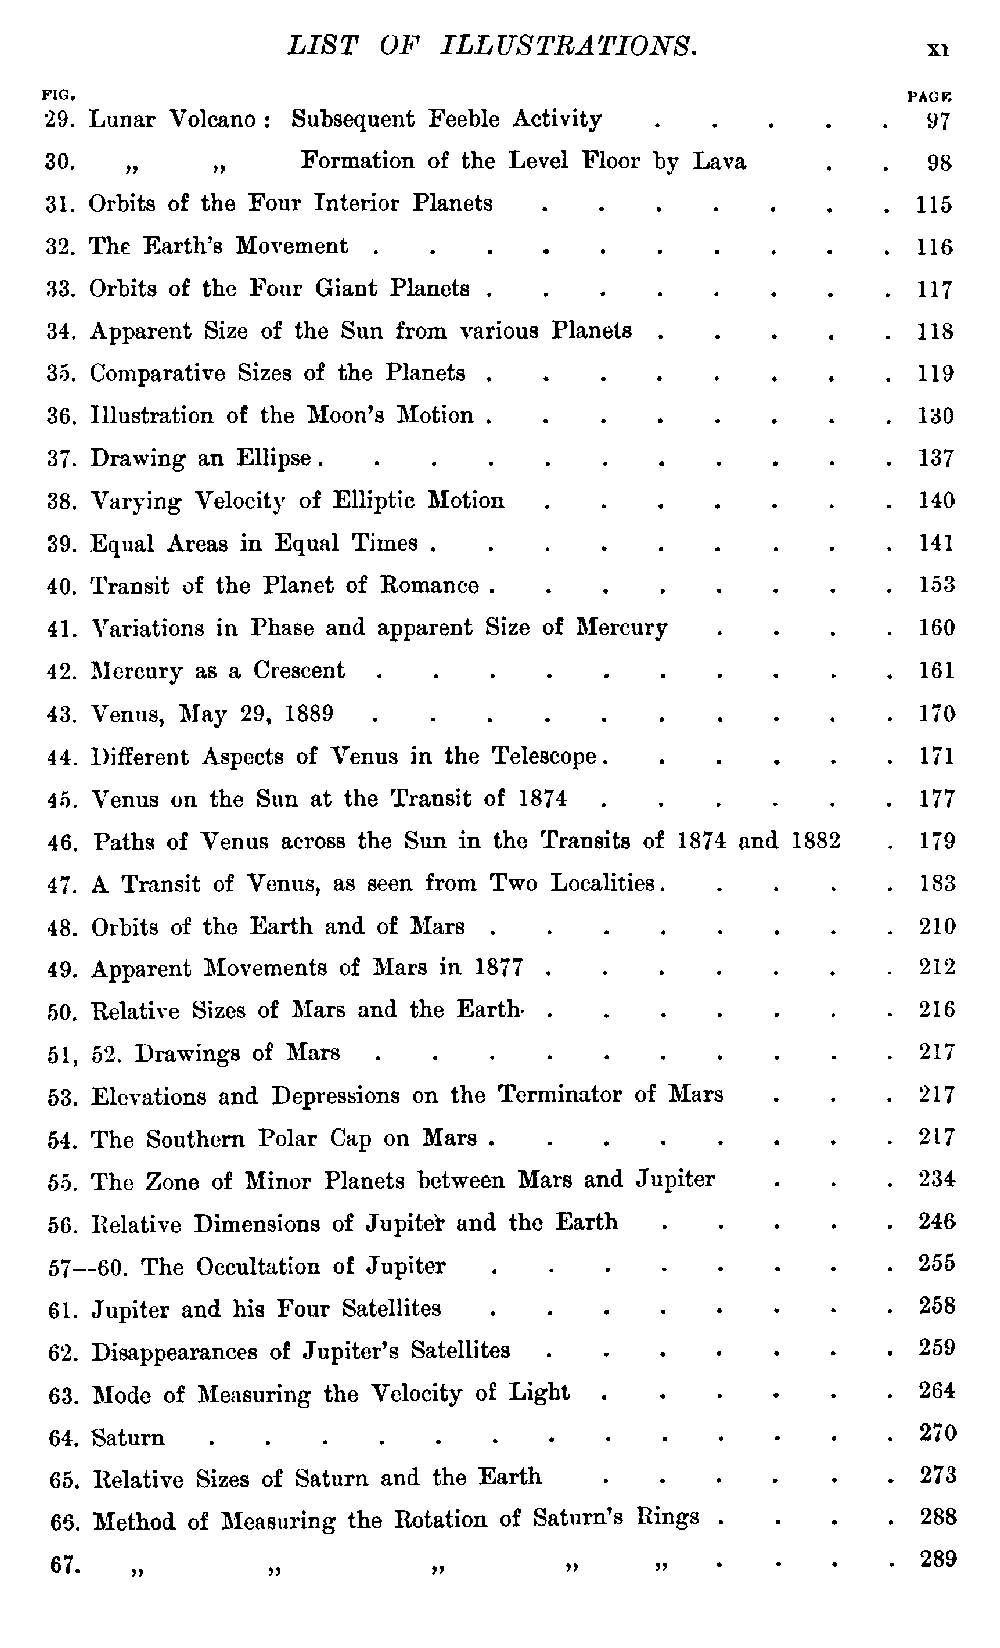 LIST OF ILLUSTRATIONS. xi
FIG. PAGE
29. Lunar Volcano : Subsequent Feeble Activity . . . . . 97
30. „ „ Formation of the Level Floor by Lava . . 98
31. Orbits of the Four Interior Planets . . . . . . . 115
32. The Earth's Movement . . . . . . . . . . 116
33. Orbits of the Four Giant Planets . . . . . . . . 117
34. Apparent Size of the Sun from various Planets . . . . . 118
35. Comparative Sizes of the Planets . . . . . . . . 119
36. Illustration of the Moon's Motion . . . . . . . . 130
37. Drawing an Ellipse . . . . . . . . . . . 137
38. Varying Velocity of Elliptic Motion . . . . . . . 140
39. Equal Areas in Equal Times . . . . . . . . . 141
40. Transit of the Planet of Romance . . . . . . . . 153
41. Variations in Phase and apparent Size of Mercury . . . . 160
42. Mercury as a Crescent . . . . . . . . . . 161
43. Venus, May 29, 1889 . . . . . . . . . . 170
44. Different Aspects of Venus in the Telescope . . . . . . 171
45. Venus on the Sun at the Transit of 1874 . . . . . . 177
46. Paths of Venus across the Sun in the Transits of 1874 and 1882 . 179
47. A Transit of Venus, as seen from Two Localities . . . . . 183
48. Orbits of the Earth and of Mars . . . . . . . . 210
49. Apparent Movements of Mars in 1877 . . . . . . . 212
50. Relative Sizes of Mars and the Earth . . . . . . . 216
51, 52. Drawings of Mars . . . . . . . . . . 217
53. Elevations and Depressions on the Terminator of Mars . . . 217
54. The Southern Polar Cap on Mars . . . . . . . . 217
55. The Zone of Minor Planets between Mars and Jupiter . . . 234
56. Relative Dimensions of Jupiter and the Earth . . . . . 246
57—60. The Occultation of Jupiter . . . . . . . . 255
61. Jupiter and his Four Satellites . . . . . . . . 258
62. Disappearances of Jupiter's Satellites . . . . . . . 259
63. Mode of Measuring the Velocity of Light . . . . . . 264
64. Saturn . . . . . . . . . . . . . 270
65. Relative Sizes of Saturn and the Earth . . . . . . 273
66. Method of Measuring the Rotation of Saturn's Rings . . . . 288
67. „ „ „ „ „ . . . . 289